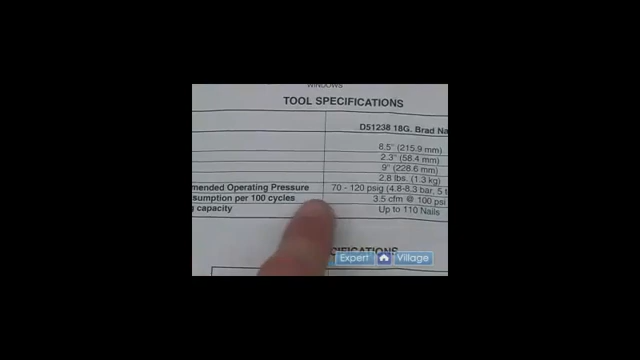 WINDOWS
TOOL SPECIFICATIONS
D51238 18G. Brad Na
8.5" (215.9 mm)
2.3" (58.4 mm)
9" (228.6 mm)
2.8 lbs. (1.3 kg)
mended Operating Pressure 70 - 120 psig (4.8-8.3 bar, 5 t
sumption per 100 cycles 3.5 cfm @ 100 psi
g capacity Up to 110 Nails
CIFICATIONS
Expert Village